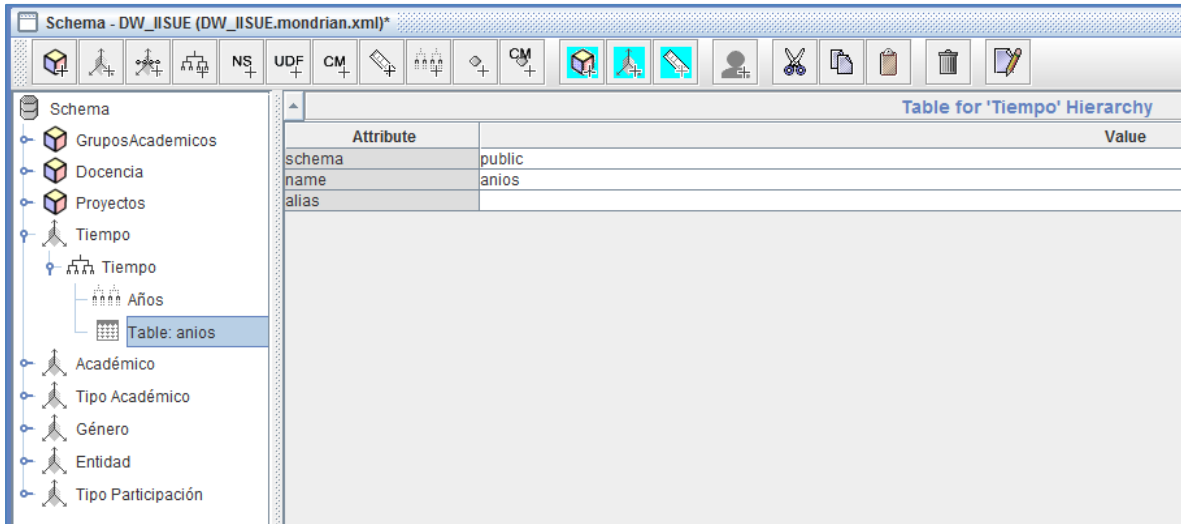 Schema - DW_IISUE (DW_IISUE.mondrian.xml)*
NS UDF CM CM
Schema
GruposAcademicos
Docencia
Proyectos
Tiempo
Tiempo
Años
Table: anios
Académico
Tipo Académico
Género
Entidad
Tipo Participación
Table for 'Tiempo' Hierarchy
Attribute Value
schema public
name anios
alias